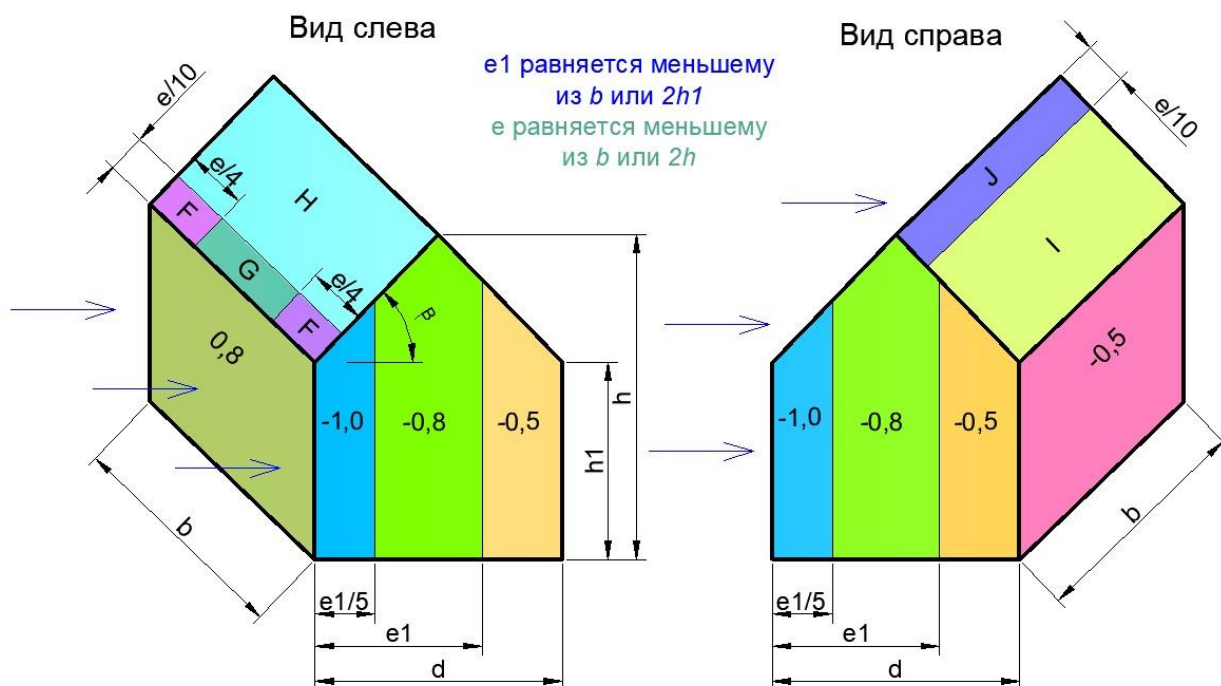 Вид слева
Вид справа
e1 равняется меньшему
из b или 2h1
e равняется меньшему
из b или 2h
e/10
e/4
H
F
G
e/4
F
β
0,8
-1,0
-0,8
-0,5
h1
h
b
e1/5
e1
d
e/10
J
I
-1,0
-0,8
-0,5
-0,5
b
e1/5
e1
d